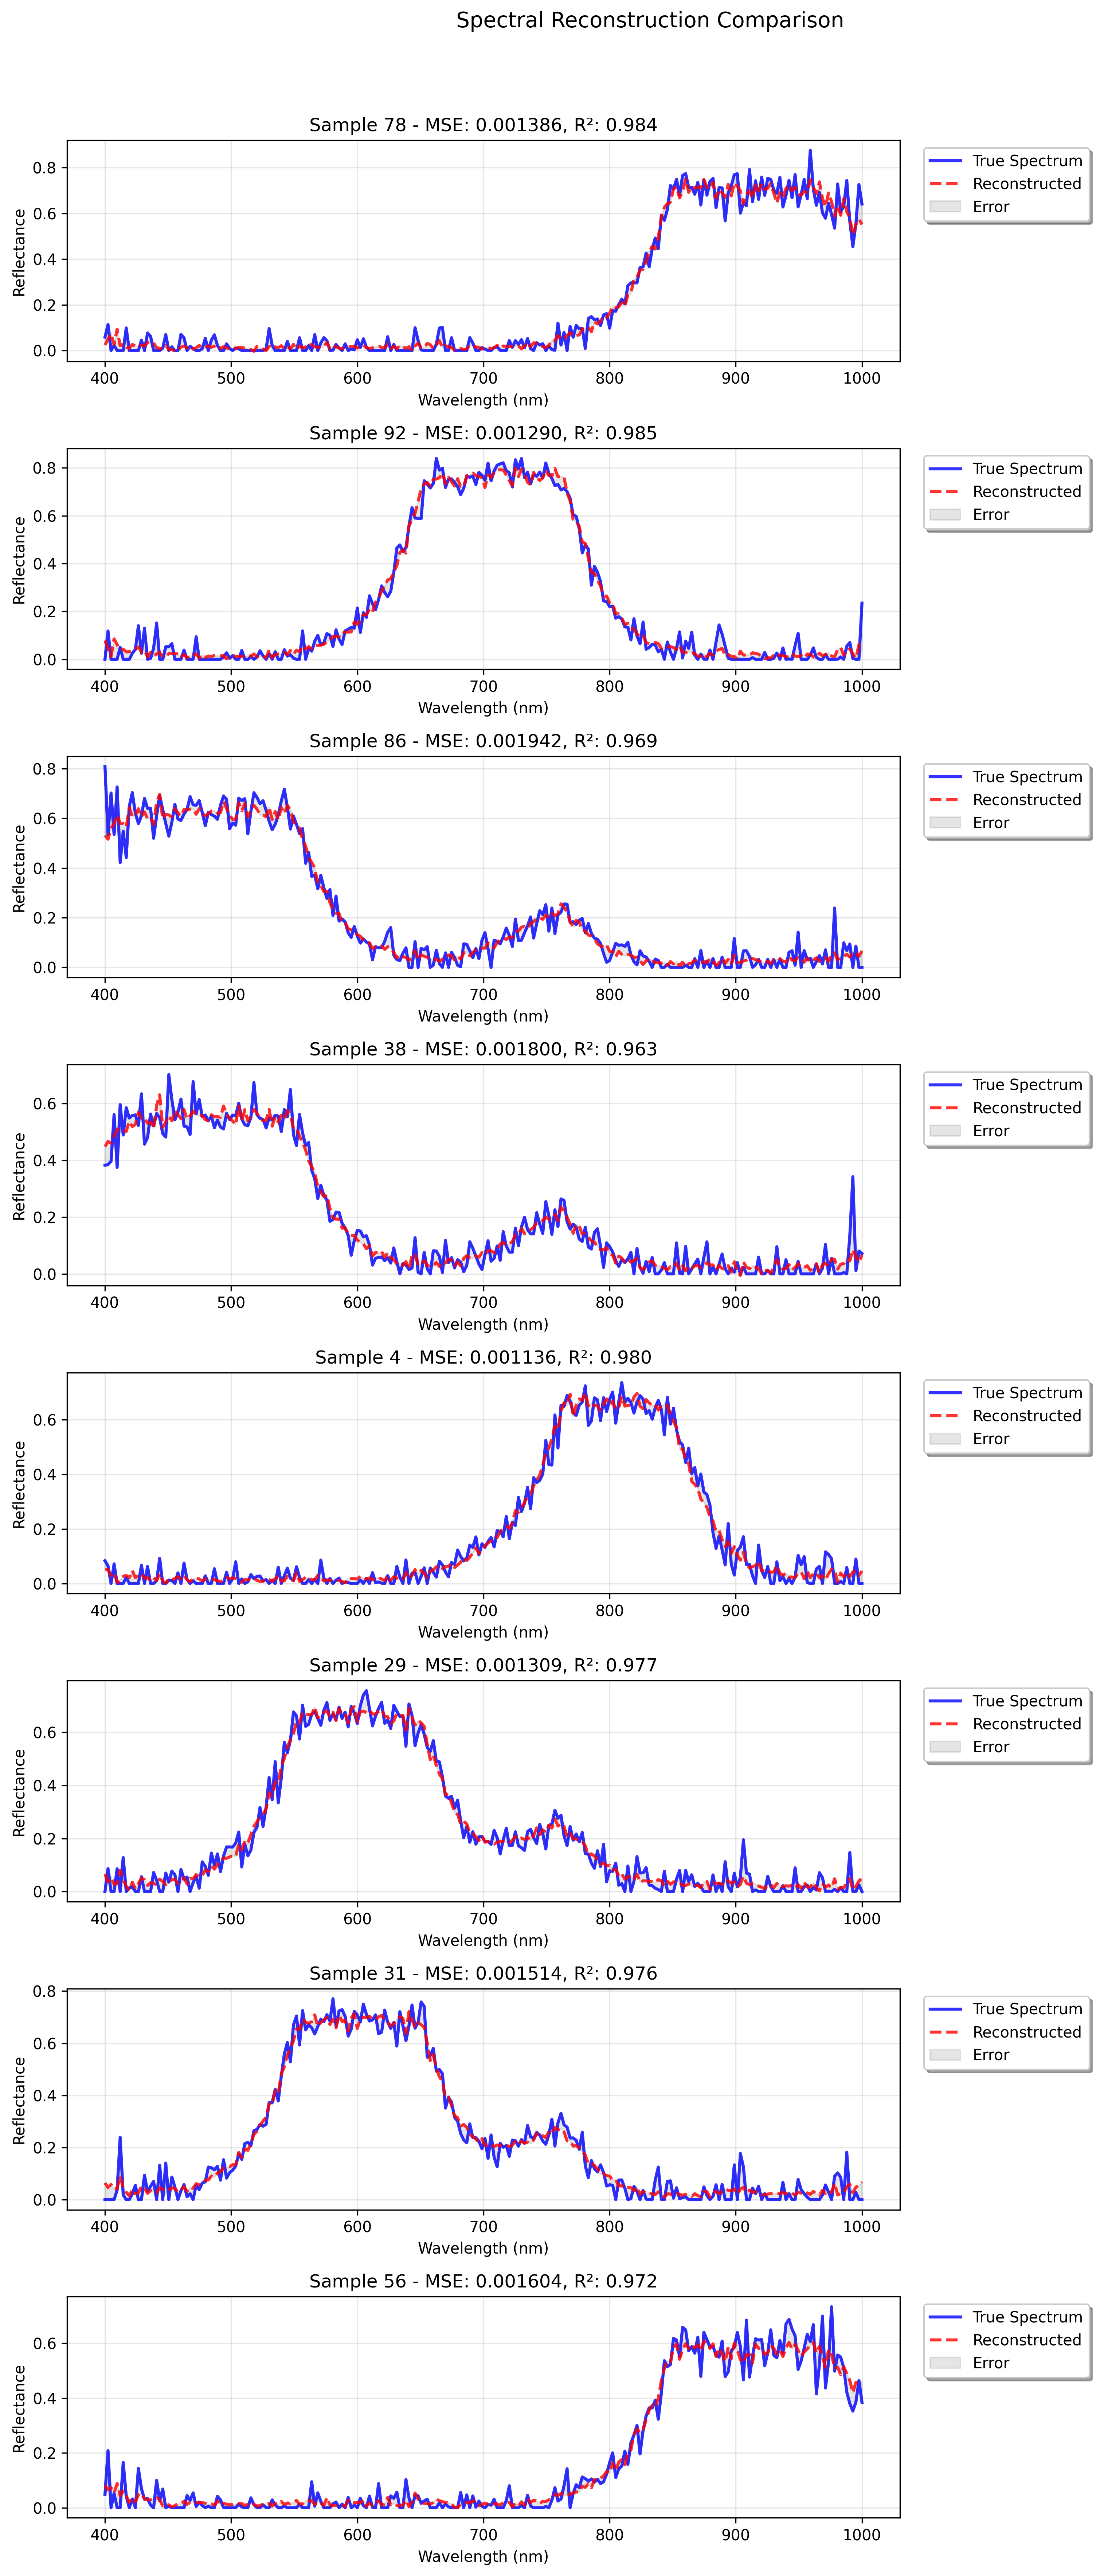 Spectral Reconstruction Comparison
Sample 78 - MSE: 0.001386, R²: 0.984
Reflectance
0.8
0.6
0.4
0.2
0.0
400 500 600 700 800 900 1000
Wavelength (nm)
True Spectrum
Reconstructed
Error
Sample 92 - MSE: 0.001290, R²: 0.985
Reflectance
0.8
0.6
0.4
0.2
0.0
400 500 600 700 800 900 1000
Wavelength (nm)
True Spectrum
Reconstructed
Error
Sample 86 - MSE: 0.001942, R²: 0.969
Reflectance
0.8
0.6
0.4
0.2
0.0
400 500 600 700 800 900 1000
Wavelength (nm)
True Spectrum
Reconstructed
Error
Sample 38 - MSE: 0.001800, R²: 0.963
Reflectance
0.6
0.4
0.2
0.0
400 500 600 700 800 900 1000
Wavelength (nm)
True Spectrum
Reconstructed
Error
Sample 4 - MSE: 0.001136, R²: 0.980
Reflectance
0.6
0.4
0.2
0.0
400 500 600 700 800 900 1000
Wavelength (nm)
True Spectrum
Reconstructed
Error
Sample 29 - MSE: 0.001309, R²: 0.977
Reflectance
0.6
0.4
0.2
0.0
400 500 600 700 800 900 1000
Wavelength (nm)
True Spectrum
Reconstructed
Error
Sample 31 - MSE: 0.001514, R²: 0.976
Reflectance
0.8
0.6
0.4
0.2
0.0
400 500 600 700 800 900 1000
Wavelength (nm)
True Spectrum
Reconstructed
Error
Sample 56 - MSE: 0.001604, R²: 0.972
Reflectance
0.6
0.4
0.2
0.0
400 500 600 700 800 900 1000
Wavelength (nm)
True Spectrum
Reconstructed
Error